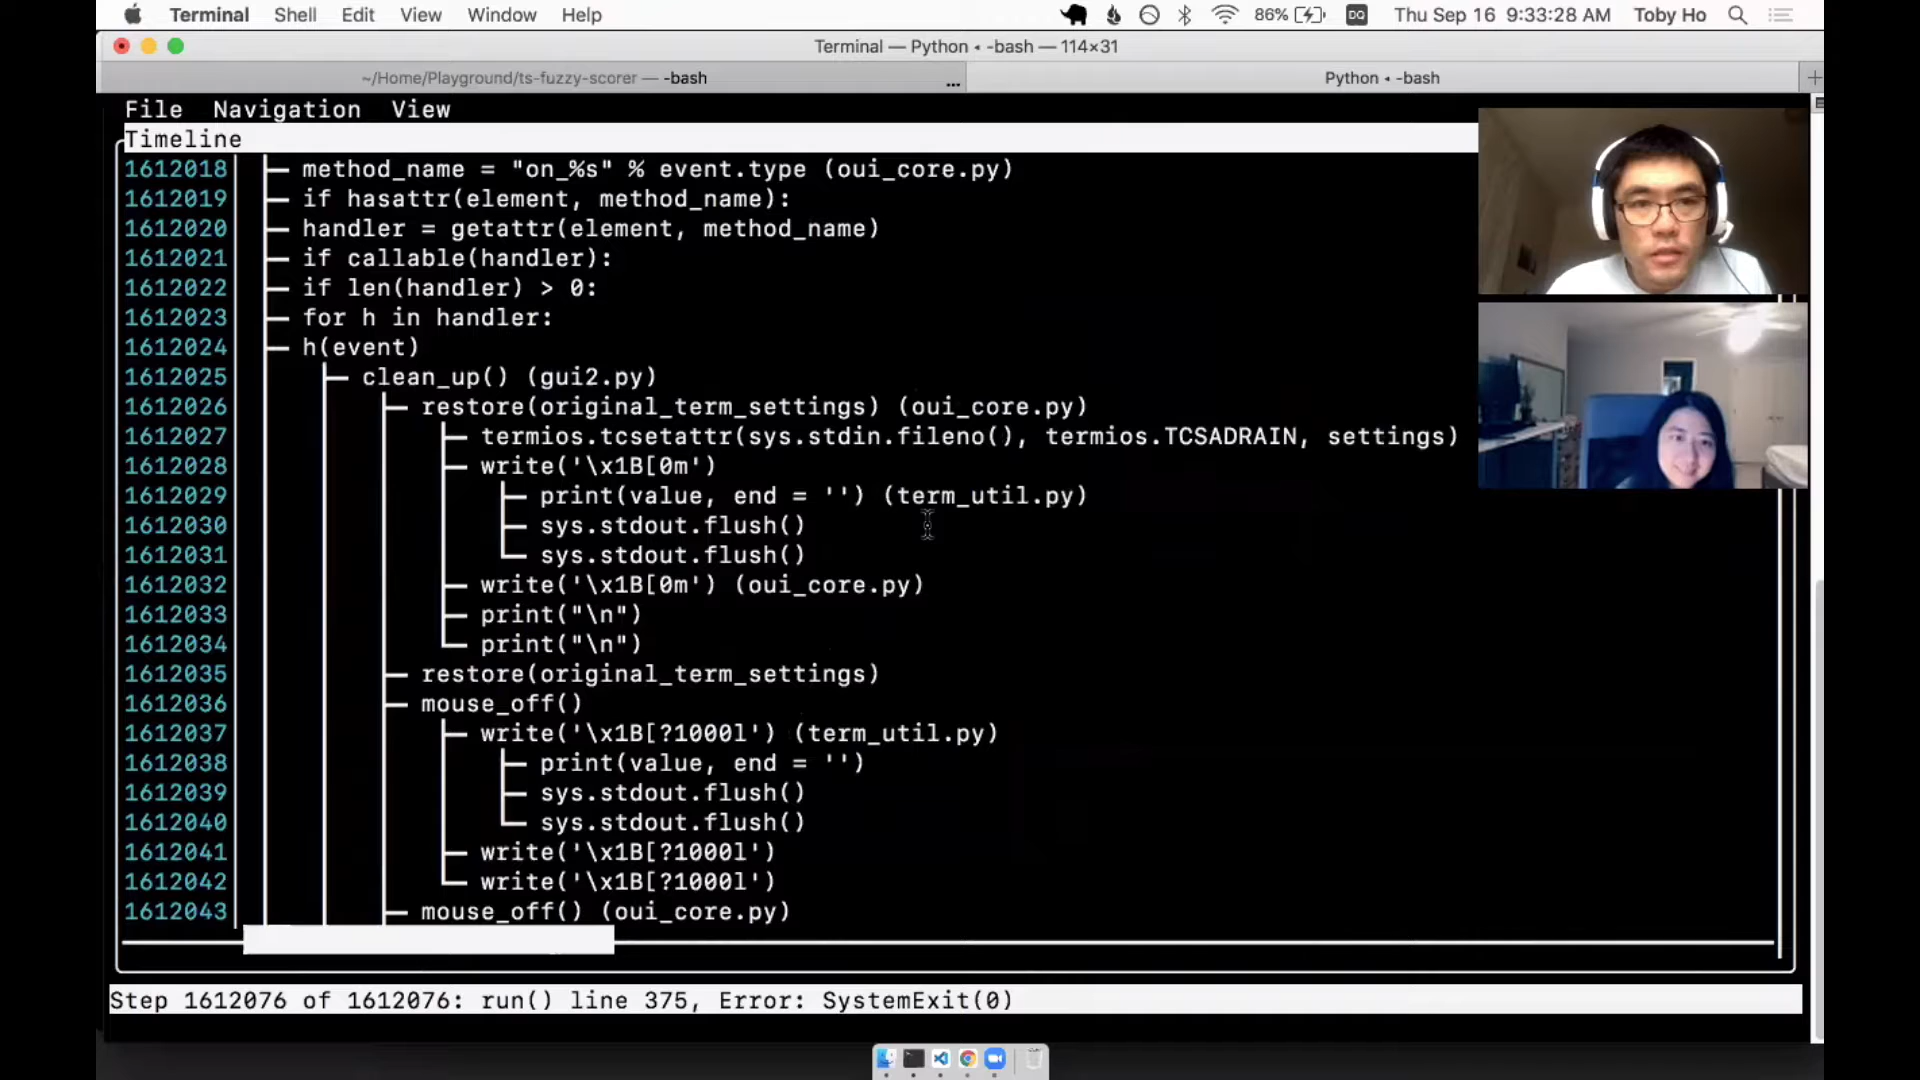 Terminal Shell Edit View Window Help 86% DQ Thu Sep 16 9:33:28 AM Toby Ho
Terminal — Python ◂ -bash — 114×31
~/Home/Playground/ts-fuzzy-scorer — -bash ... Python ◂ -bash +
File Navigation View
Timeline
1612018 method_name = "on_%s" % event.type (oui_core.py)
1612019 if hasattr(element, method_name):
1612020 handler = getattr(element, method_name)
1612021 if callable(handler):
1612022 if len(handler) > 0:
1612023 for h in handler:
1612024 h(event)
1612025 clean_up() (gui2.py)
1612026 restore(original_term_settings) (oui_core.py)
1612027 termios.tcsetattr(sys.stdin.fileno(), termios.TCSADRAIN, settings)
1612028 write('\x1B[0m')
1612029 print(value, end = '') (term_util.py)
1612030 sys.stdout.flush()
1612031 sys.stdout.flush()
1612032 write('\x1B[0m') (oui_core.py)
1612033 print("\n")
1612034 print("\n")
1612035 restore(original_term_settings)
1612036 mouse_off()
1612037 write('\x1B[?1000l') (term_util.py)
1612038 print(value, end = '')
1612039 sys.stdout.flush()
1612040 sys.stdout.flush()
1612041 write('\x1B[?1000l')
1612042 write('\x1B[?1000l')
1612043 mouse_off() (oui_core.py)
Step 1612076 of 1612076: run() line 375, Error: SystemExit(0)